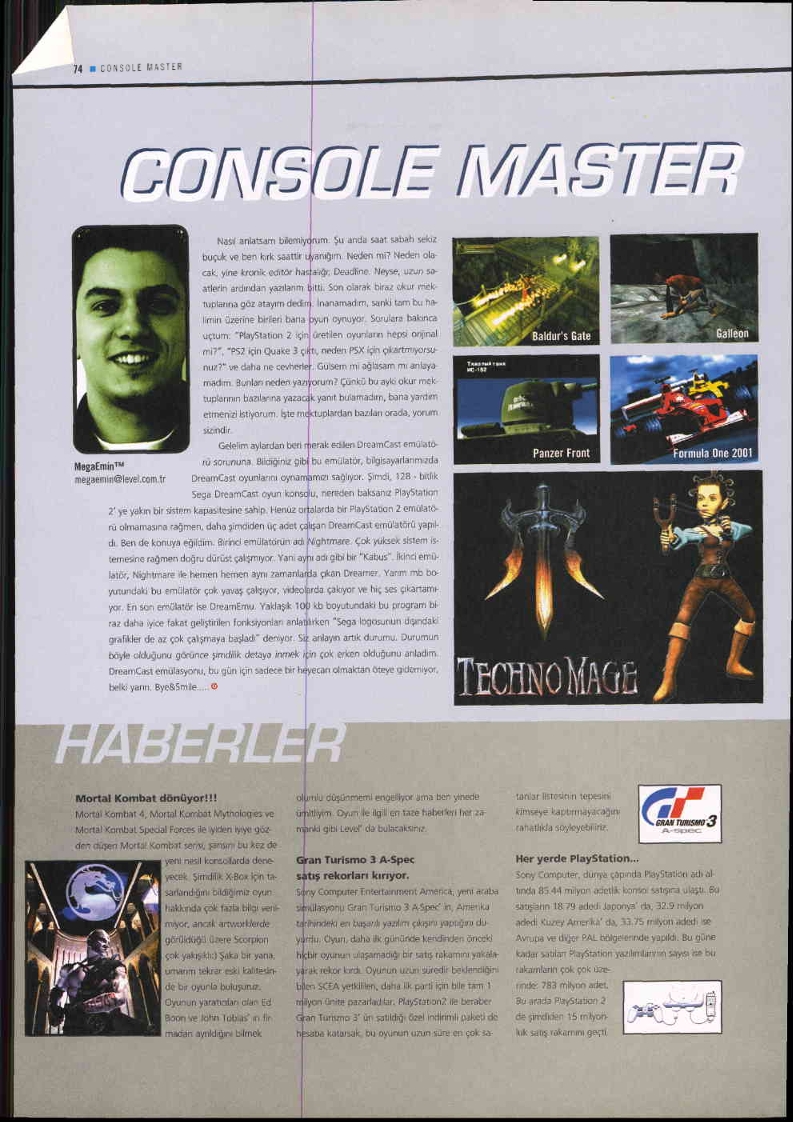 74 ■ CONSOLE MASTER
CONSOLE MASTER
Nasıl anlatsam bilemiyorum. Şu anda saat sabah sekiz
buçuk ve ben kırk saattir uyanığım. Neden mi? Neden ola-
cak, yine kronik editör hastalığı; Deadline. Neyse, uzun sa-
atlerin ardından yazılarım bitti. Son olarak biraz okur mek-
tuplarına göz atayım dedim. İnanamadım, sanki tam bu ha-
limin üzerine birileri bana oyun oynuyor. Sorulara bakınca
uçtum: "PlayStation 2 için üretilen oyunların hepsi orijinal
mi?", "PS2 için Quake 3 çıktı, neden PSX için çıkartmıyorsu-
nuz?" ve daha ne cevherler. Gülsem mi ağlasam mı anlaya-
madım. Bunları neden yazıyorum? Çünkü bu ayki okur mek-
tuplarının bazılarına yazacak yanıt bulamadım, bana yardım
etmenizi istiyorum. İşte mektuplardan bazıları orada, yorum
sizindir.
Gelelim aylardan beri merak edilen DreamCast emülatö-
rü sorununa. Bildiğiniz gibi bu emülatör, bilgisayarlarımızda
DreamCast oyunlarını oynamamızı sağlıyor. Şimdi, 128 - bitlik
Sega DreamCast oyun konsolu, nereden baksanız PlayStation
2' ye yakın bir sistem kapasitesine sahip. Henüz ortalarda bir PlayStation 2 emülatö-
rü olmamasına rağmen, daha şimdiden üç adet çalışan DreamCast emülatörü yapıl-
dı. Ben de konuya eğildim. Birinci emülatörün adı Nightmare. Çok yüksek sistem is-
temesine rağmen doğru dürüst çalışmıyor. Yani aynı adı gibi bir "Kabus". İkinci emü-
latör, Nightmare ile hemen hemen aynı zamanlarda çıkan Dreamer. Yarım mb bo-
yutundaki bu emülatör çok yavaş çalışıyor, videolarda çakıyor ve hiç ses çıkartamı-
yor. En son emülatör ise DreamEmu. Yaklaşık 100 kb boyutundaki bu program bi-
raz daha iyice fakat geliştirilen fonksiyonları anlatılırken "Sega logosunun dışındaki
grafikler de az çok çalışmaya başladı" deniyor. Siz anlayın artık durumu. Durumun
böyle olduğunu görünce şimdilik detaya inmek için çok erken olduğunu anladım.
DreamCast emülasyonu, bu gün için sadece bir heyecan olmaktan öteye gidemiyor,
belki yarın. Bye&Smile.....
MegaEmin™
megaemin@level.com.tr
Baldur's Gate
Galleon
Тяжелый танк
ИС-152
Panzer Front
Formula One 2001
TECHNO MAGE
HABERLER
Mortal Kombat dönüyor!!!
Mortal Kombat 4, Mortal Kombat Mythologies ve
Mortal Kombat Special Forces ile iyiden iyiye göz-
den düşen Mortal Kombat serisi, şansını bu kez de
yeni nesil konsollarda dene-
yecek. Şimdilik X-Box için ta-
sarlandığını bildiğimiz oyun
hakkında çok fazla bilgi veril-
miyor, ancak artworklerde
görüldüğü üzere Scorpion
çok yakışıklı:) Şaka bir yana,
umarım tekrar eski kalitesin-
de bir oyunla buluşuruz.
Oyunun yaratıcıları olan Ed
Boon ve John Tobias' ın fir-
madan ayrıldığını bilmek
olumlu düşünmemi engelliyor ama ben yinede
ümitliyim. Oyun ile ilgili en taze haberleri her za-
manki gibi Level' da bulacaksınız.
Gran Turismo 3 A-Spec
satış rekorları kırıyor.
Sony Computer Entertainment America, yeni araba
simülasyonu Gran Turismo 3 A-Spec' in, Amerika
tarihindeki en başarılı yazılım çıkışını yaptığını du-
yurdu. Oyun, daha ilk gününde kendinden önceki
hiçbir oyunun ulaşamadığı bir satış rakamını yakala-
yarak rekor kırdı. Oyunun uzun süredir beklendiğini
bilen SCEA yetkilileri, daha ilk parti için bile tam 1
milyon ünite pazarladılar. PlayStation2 ile beraber
Gran Turismo 3' ün satıldığı özel indirimli paketi de
hesaba katarsak, bu oyunun uzun süre en çok sa-
tanlar listesinin tepesini
kimseye kaptırmayacağını
rahatlıkla söyleyebiliriz.
GRAN TURISMO 3
A-spec
Her yerde PlayStation...
Sony Computer, dünya çapında PlayStation adı al-
tında 85.44 milyon adetlik konsol satışına ulaştı. Bu
satışların 18.79 adedi Japonya' da, 32.9 milyon
adedi Kuzey Amerika' da, 33.75 milyon adedi ise
Avrupa ve diğer PAL bölgelerinde yapıldı. Bu güne
kadar satılan PlayStation yazılımlarının sayısı ise bu
rakamların çok çok üze-
rinde: 783 milyon adet.
Bu arada PlayStation 2
de şimdiden 15 milyon-
luk satış rakamını geçti.